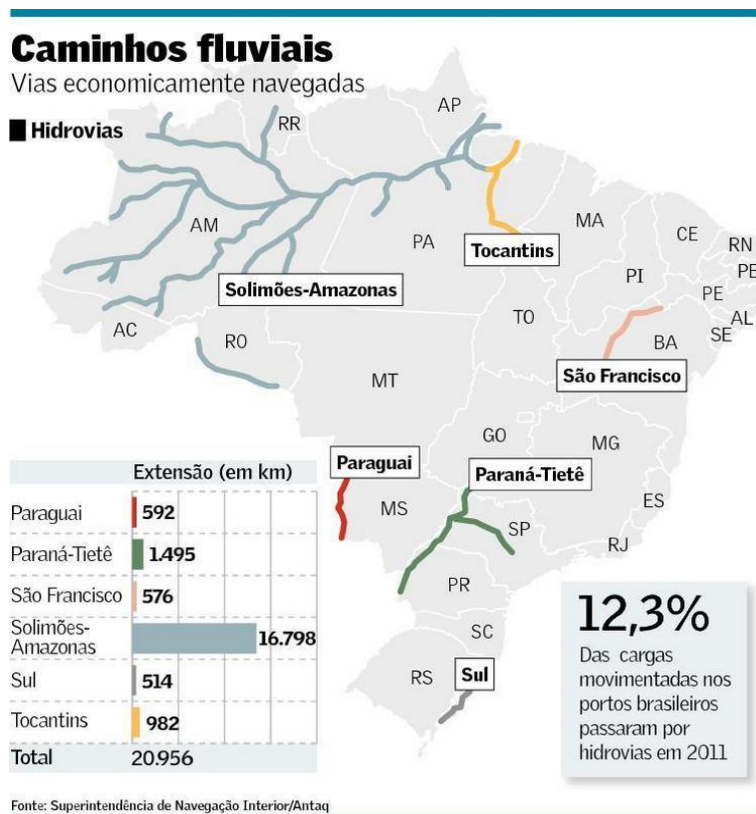 Caminhos fluviais
Vias economicamente navegadas
Hidrovias
RR
AP
AM
PA
MA
CE
RN
PB
PI
PE
AL
SE
Tocantins
Solimões-Amazonas
AC
RO
TO
BA
São Francisco
MT
GO
MG
Paraguai
Paraná-Tietê
ES
MS
SP
RJ
PR
SC
RS
Sul
Extensão (em km)
Paraguai 592
Paraná-Tietê 1.495
São Francisco 576
Solimões-
Amazonas 16.798
Sul 514
Tocantins 982
Total 20.956
12,3%
Das cargas
movimentadas nos
portos brasileiros
passaram por
hidrovias em 2011
Fonte: Superintendência de Navegação Interior/Antaq